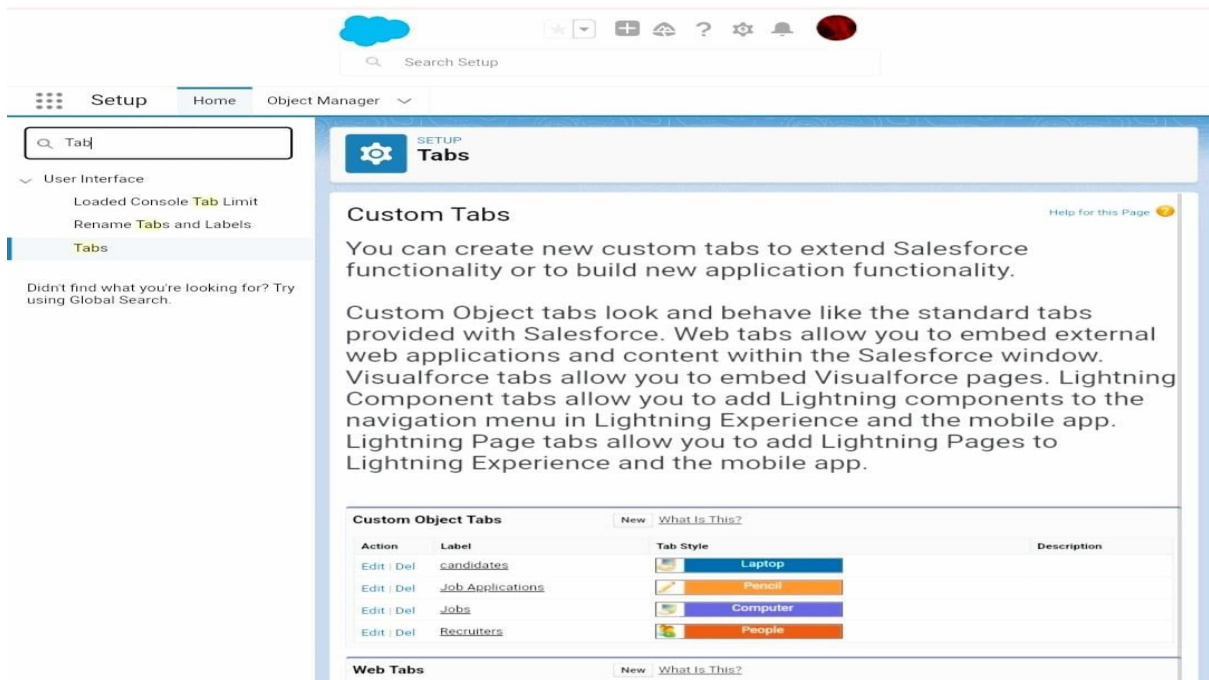 Search Setup
Setup Home Object Manager
Tab
User Interface
Loaded Console Tab Limit
Rename Tabs and Labels
Tabs
Didn't find what you're looking for? Try
using Global Search.
SETUP
Tabs
Custom Tabs
Help for this Page
You can create new custom tabs to extend Salesforce
functionality or to build new application functionality.
Custom Object tabs look and behave like the standard tabs
provided with Salesforce. Web tabs allow you to embed external
web applications and content within the Salesforce window.
Visualforce tabs allow you to embed Visualforce pages. Lightning
Component tabs allow you to add Lightning components to the
navigation menu in Lightning Experience and the mobile app.
Lightning Page tabs allow you to add Lightning Pages to
Lightning Experience and the mobile app.
Custom Object Tabs New What Is This?
Action Label Tab Style Description
Edit | Del candidates Laptop
Edit | Del Job Applications Pencil
Edit | Del Jobs Computer
Edit | Del Recruiters People
Web Tabs New What Is This?